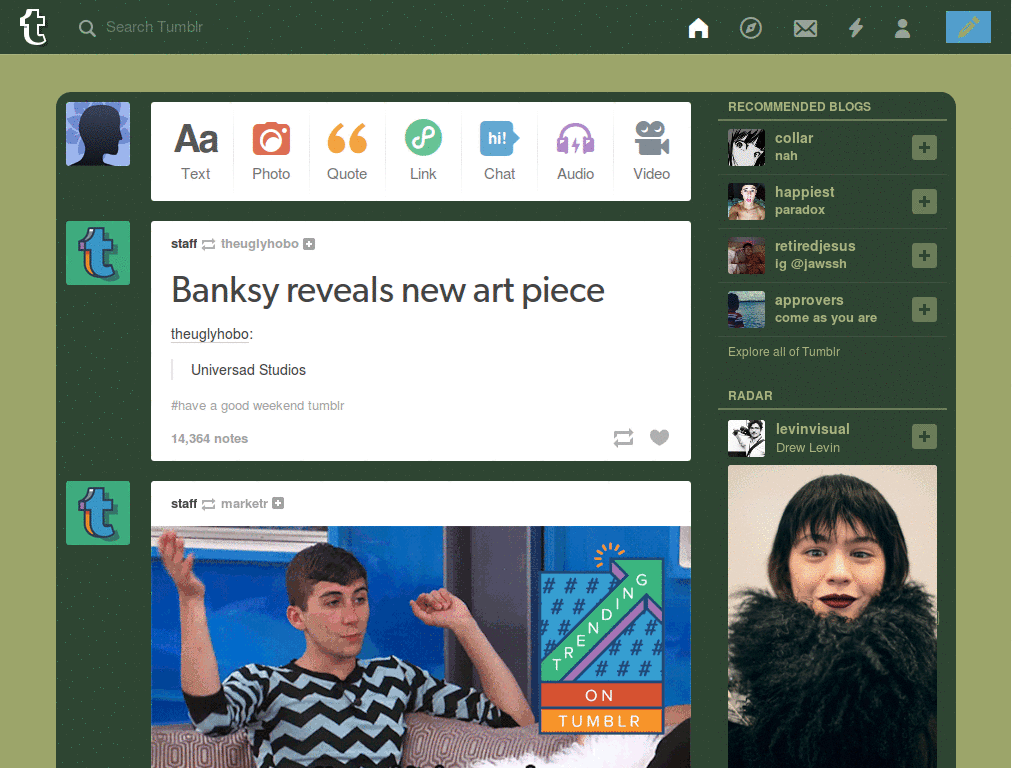 t
Search Tumblr
Aa
hi!
Text
Photo
Quote
Link
Chat
Audio
Video
t
staff theuglyhobo
Banksy reveals new art piece
theuglyhobo:
Universad Studios
#have a good weekend tumblr
14,364 notes
t
staff marketr
TRENDING
ON
TUMBLR
RECOMMENDED BLOGS
collar
nah
happiest
paradox
retiredjesus
ig @jawssh
approvers
come as you are
Explore all of Tumblr
RADAR
levinvisual
Drew Levin